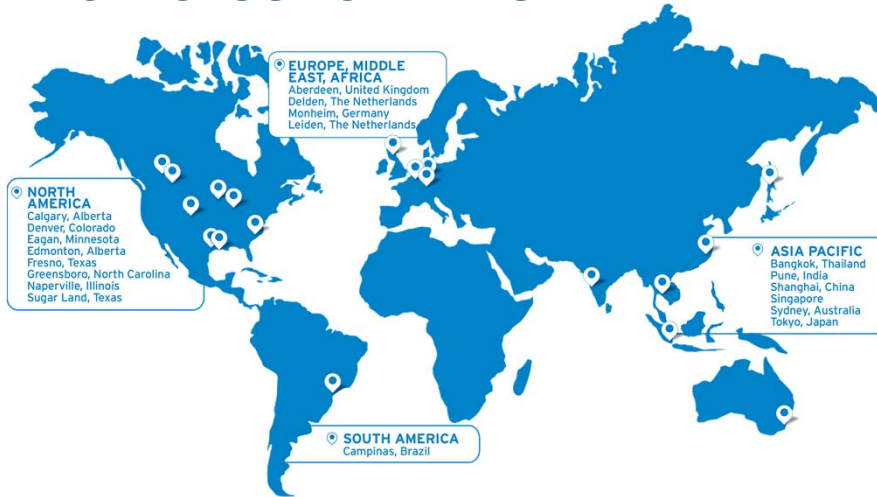 EUROPE, MIDDLE
EAST, AFRICA
Aberdeen, United Kingdom
Delden, The Netherlands
Monheim, Germany
Leiden, The Netherlands
NORTH
AMERICA
Calgary, Alberta
Denver, Colorado
Eagan, Minnesota
Edmonton, Alberta
Fresno, Texas
Greensboro, North Carolina
Naperville, Illinois
Sugar Land, Texas
ASIA PACIFIC
Bangkok, Thailand
Pune, India
Shanghai, China
Singapore
Sydney, Australia
Tokyo, Japan
SOUTH AMERICA
Campinas, Brazil